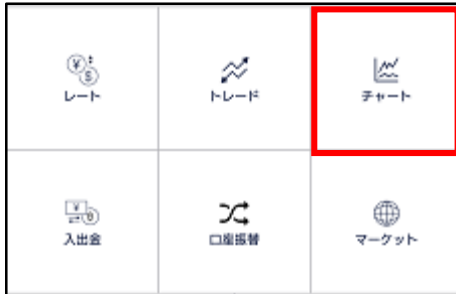 レート
トレード
チャート
入出金
口座振替
マーケット